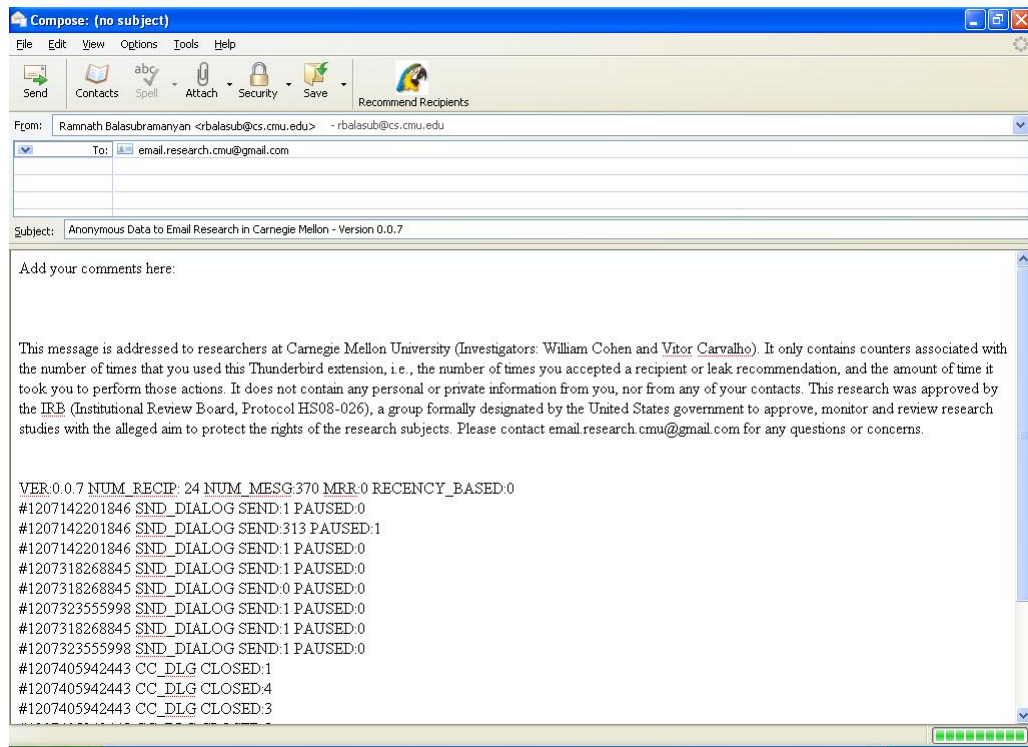 Compose: (no subject)
File Edit View Options Tools Help
Send Contacts Spell Attach Security Save Recommend Recipients
abc
From: Ramnath Balasubramanyan <rbalasub@cs.cmu.edu> - rbalasub@cs.cmu.edu
To: email.research.cmu@gmail.com
Subject: Anonymous Data to Email Research in Carnegie Mellon - Version 0.0.7
Add your comments here:
This message is addressed to researchers at Carnegie Mellon University (Investigators: William Cohen and Vitor Carvalho). It only contains counters associated with
the number of times that you used this Thunderbird extension, i.e., the number of times you accepted a recipient or leak recommendation, and the amount of time it
took you to perform those actions. It does not contain any personal or private information from you, nor from any of your contacts. This research was approved by
the IRB (Institutional Review Board, Protocol HS08-026), a group formally designated by the United States government to approve, monitor and review research
studies with the alleged aim to protect the rights of the research subjects. Please contact email.research.cmu@gmail.com for any questions or concerns.
VER:0.0.7 NUM_RECIP: 24 NUM_MESG:370 MRR:0 RECENCY_BASED:0
#1207142201846 SND_DIALOG SEND:1 PAUSED:0
#1207142201846 SND_DIALOG SEND:313 PAUSED:1
#1207142201846 SND_DIALOG SEND:1 PAUSED:0
#1207318268845 SND_DIALOG SEND:1 PAUSED:0
#1207318268845 SND_DIALOG SEND:0 PAUSED:0
#1207323555998 SND_DIALOG SEND:1 PAUSED:0
#1207318268845 SND_DIALOG SEND:1 PAUSED:0
#1207323555998 SND_DIALOG SEND:1 PAUSED:0
#1207405942443 CC_DLG CLOSED:1
#1207405942443 CC_DLG CLOSED:4
#1207405942443 CC_DLG CLOSED:3